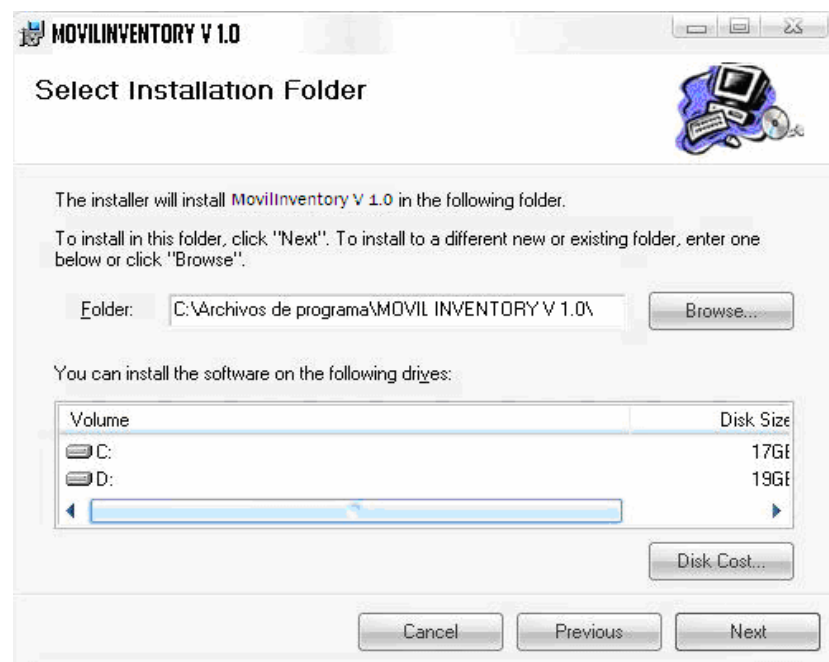 MOVILINVENTORY V 1.0
Select Installation Folder
The installer will install MovilInventory V 1.0 in the following folder.
To install in this folder, click "Next". To install to a different new or existing folder, enter one
below or click "Browse".
Folder: C:\Archivos de programa\MOVIL INVENTORY V 1.0\ Browse...
You can install the software on the following drives:
Volume Disk Size
C: 17GB
D: 19GB
Disk Cost...
Cancel Previous Next